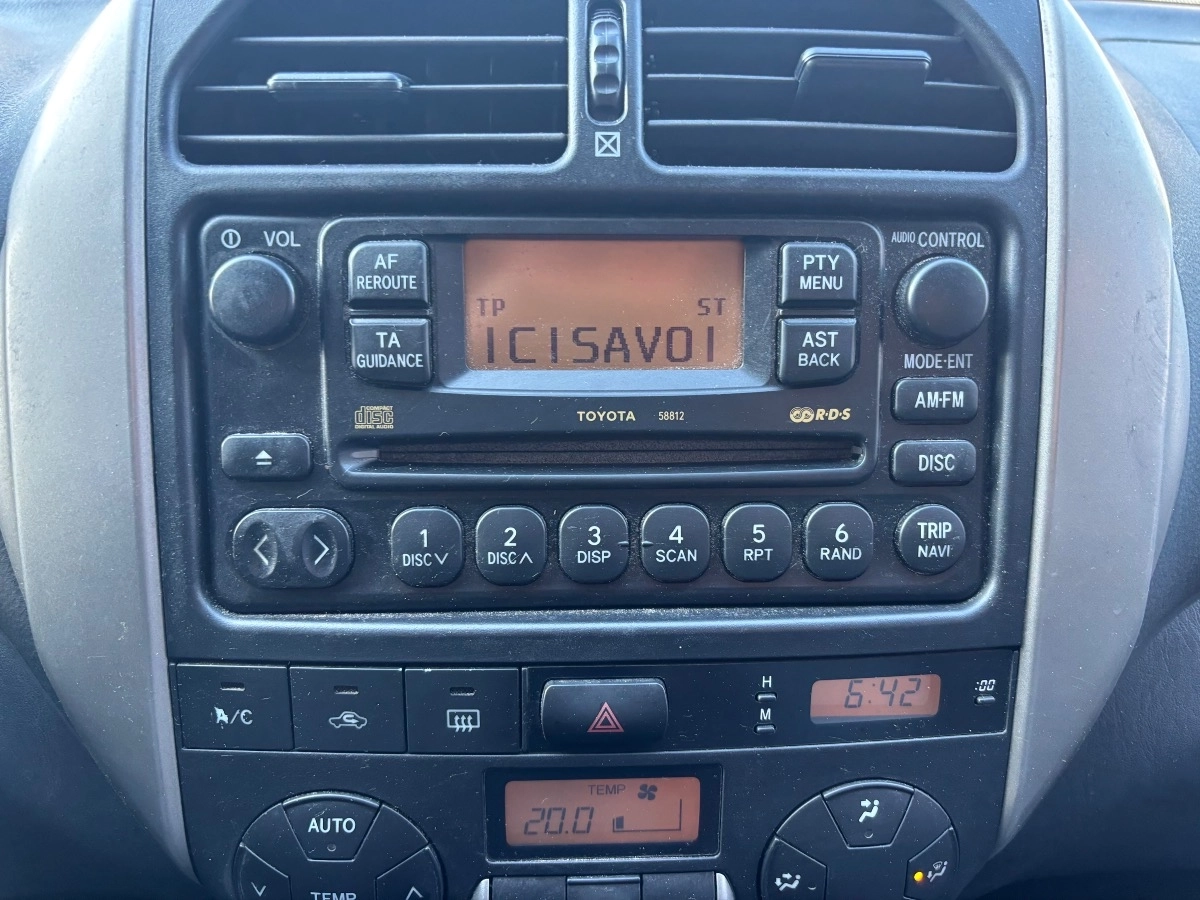 VOL
AF
REROUTE
TA
GUIDANCE
TP
ST
ICISAVOI
PTY
MENU
AST
BACK
AUDIO CONTROL
MODE·ENT
AM·FM
DISC
COMPACT
disc
DIGITAL AUDIO
TOYOTA 58812
R·D·S
1
DISC
2
DISC
3
DISP
4
SCAN
5
RPT
6
RAND
TRIP
NAVI
A/C
H
M
6:42
:00
TEMP
20.0
AUTO
TEMP